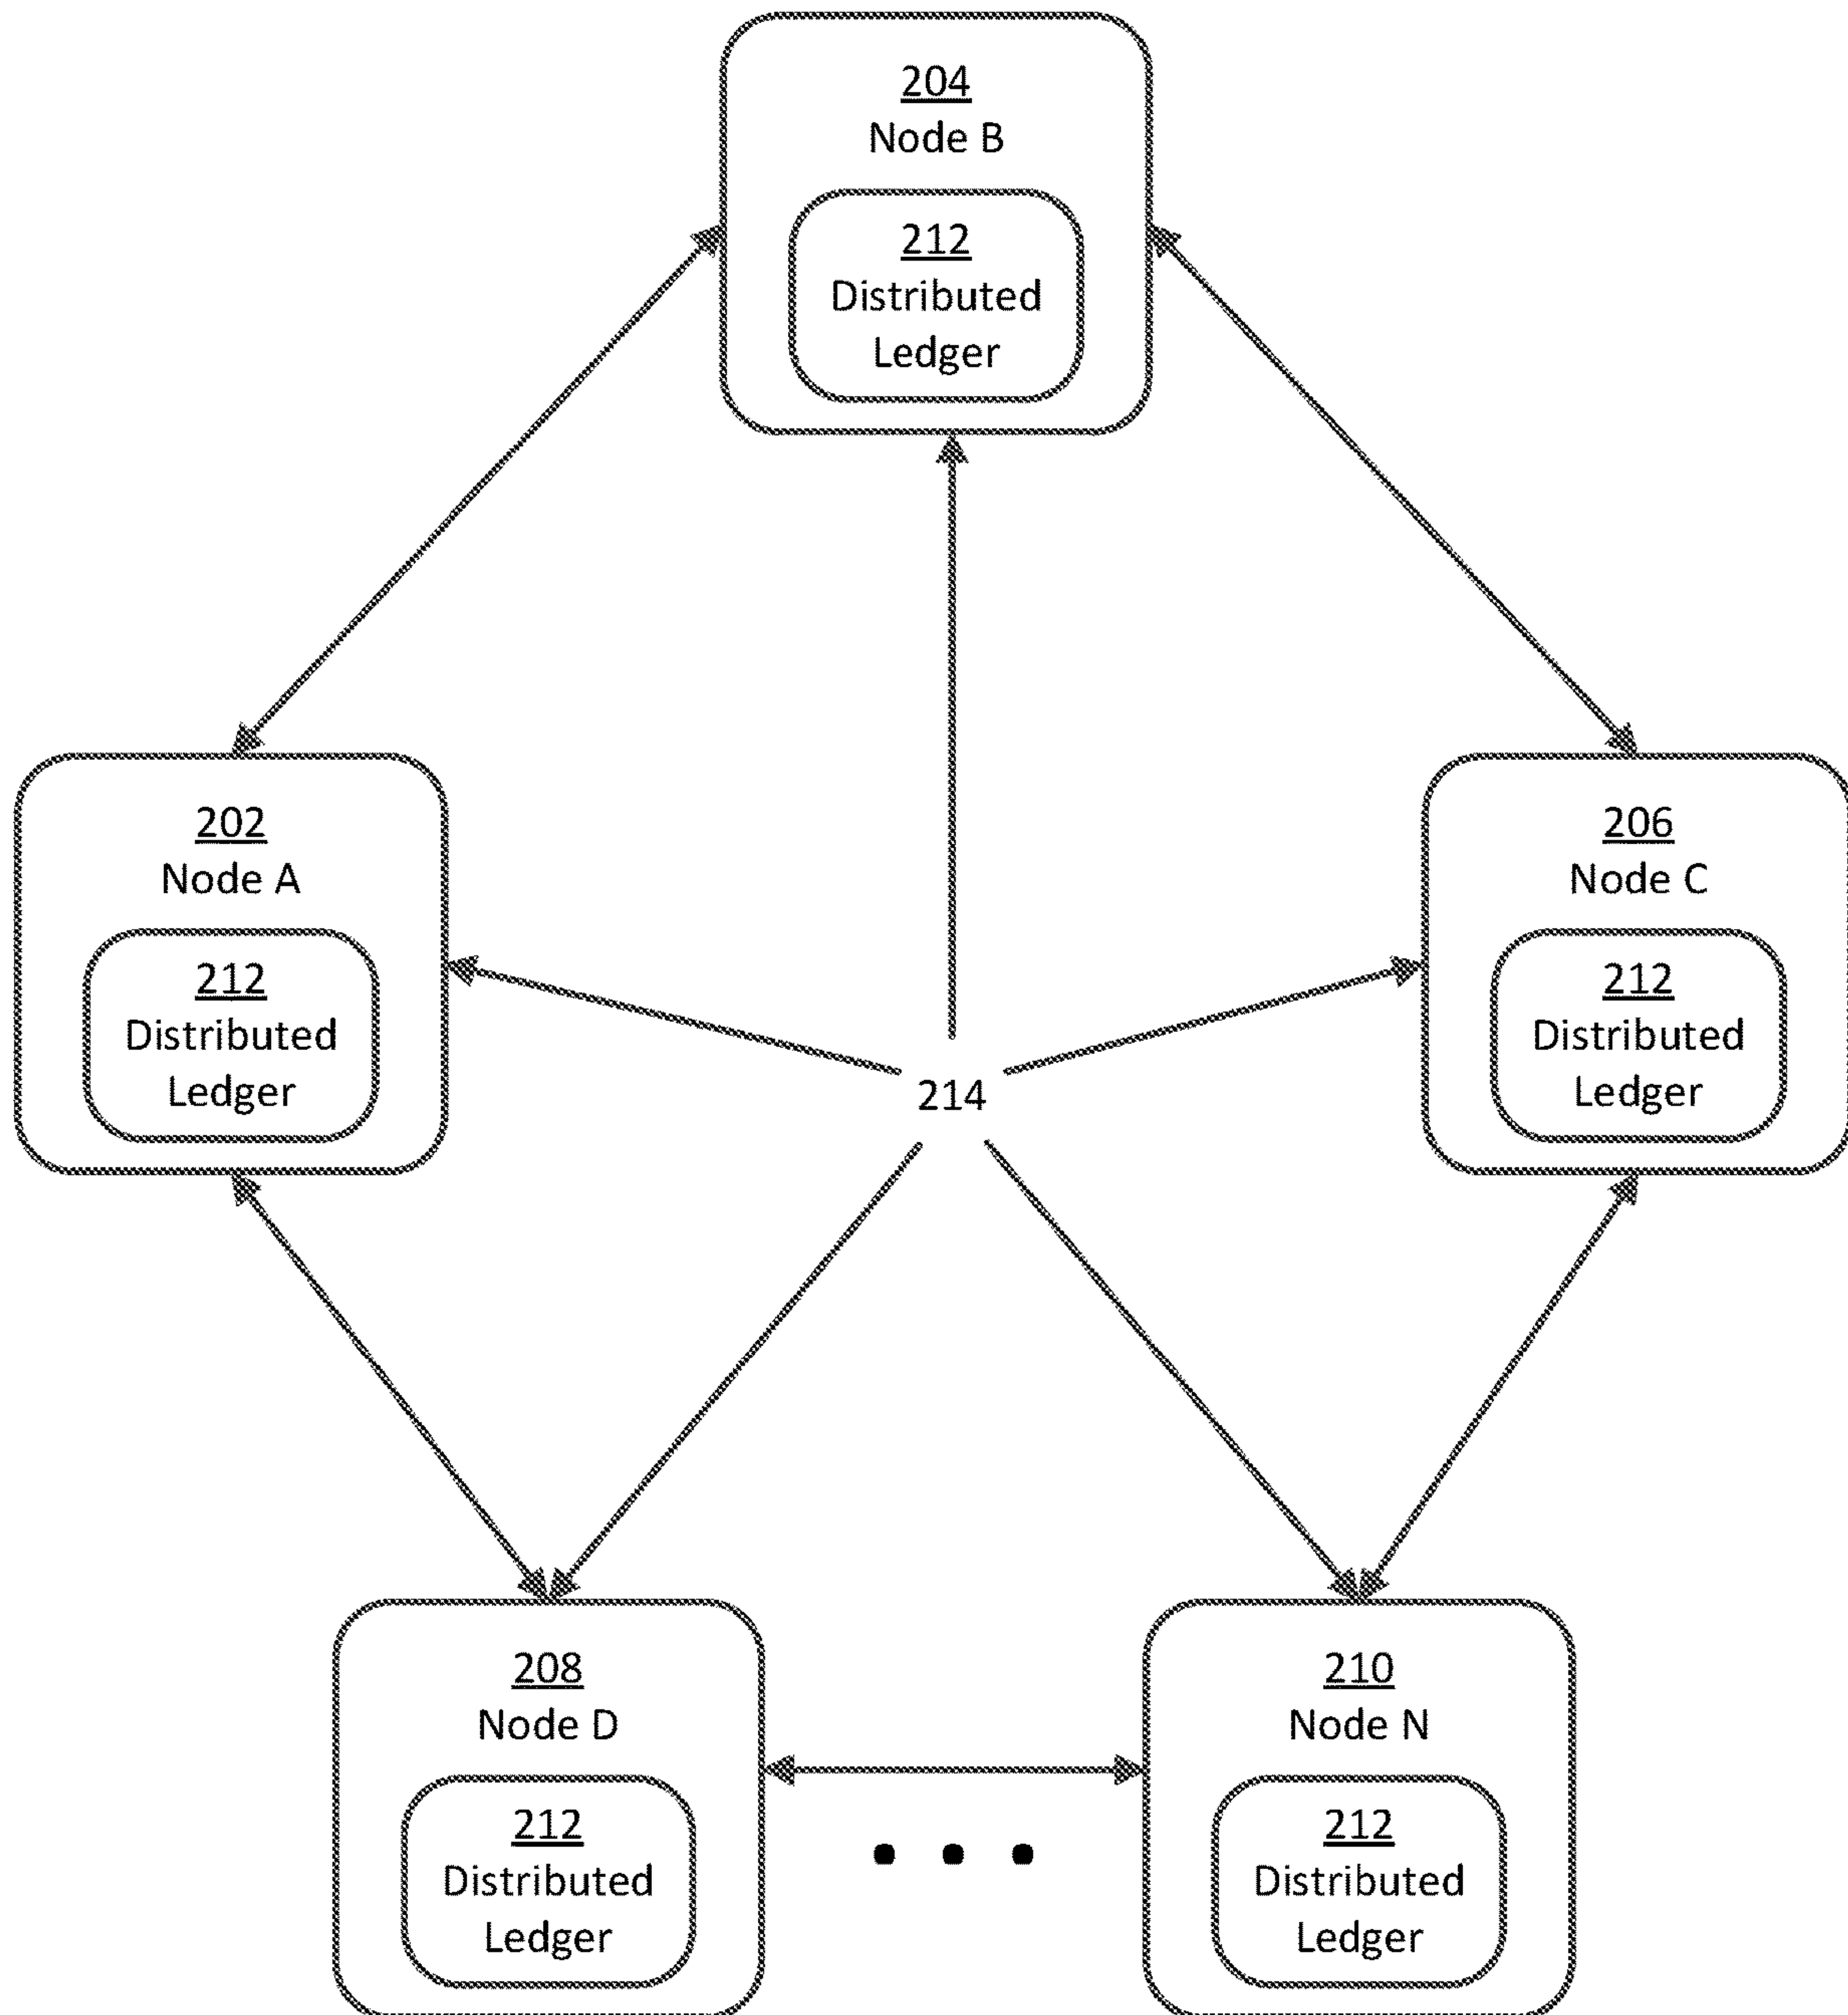 204
Node B
212
Distributed
Ledger
202
Node A
212
Distributed
Ledger
206
Node C
212
Distributed
Ledger
214
208
Node D
212
Distributed
Ledger
210
Node N
212
Distributed
Ledger